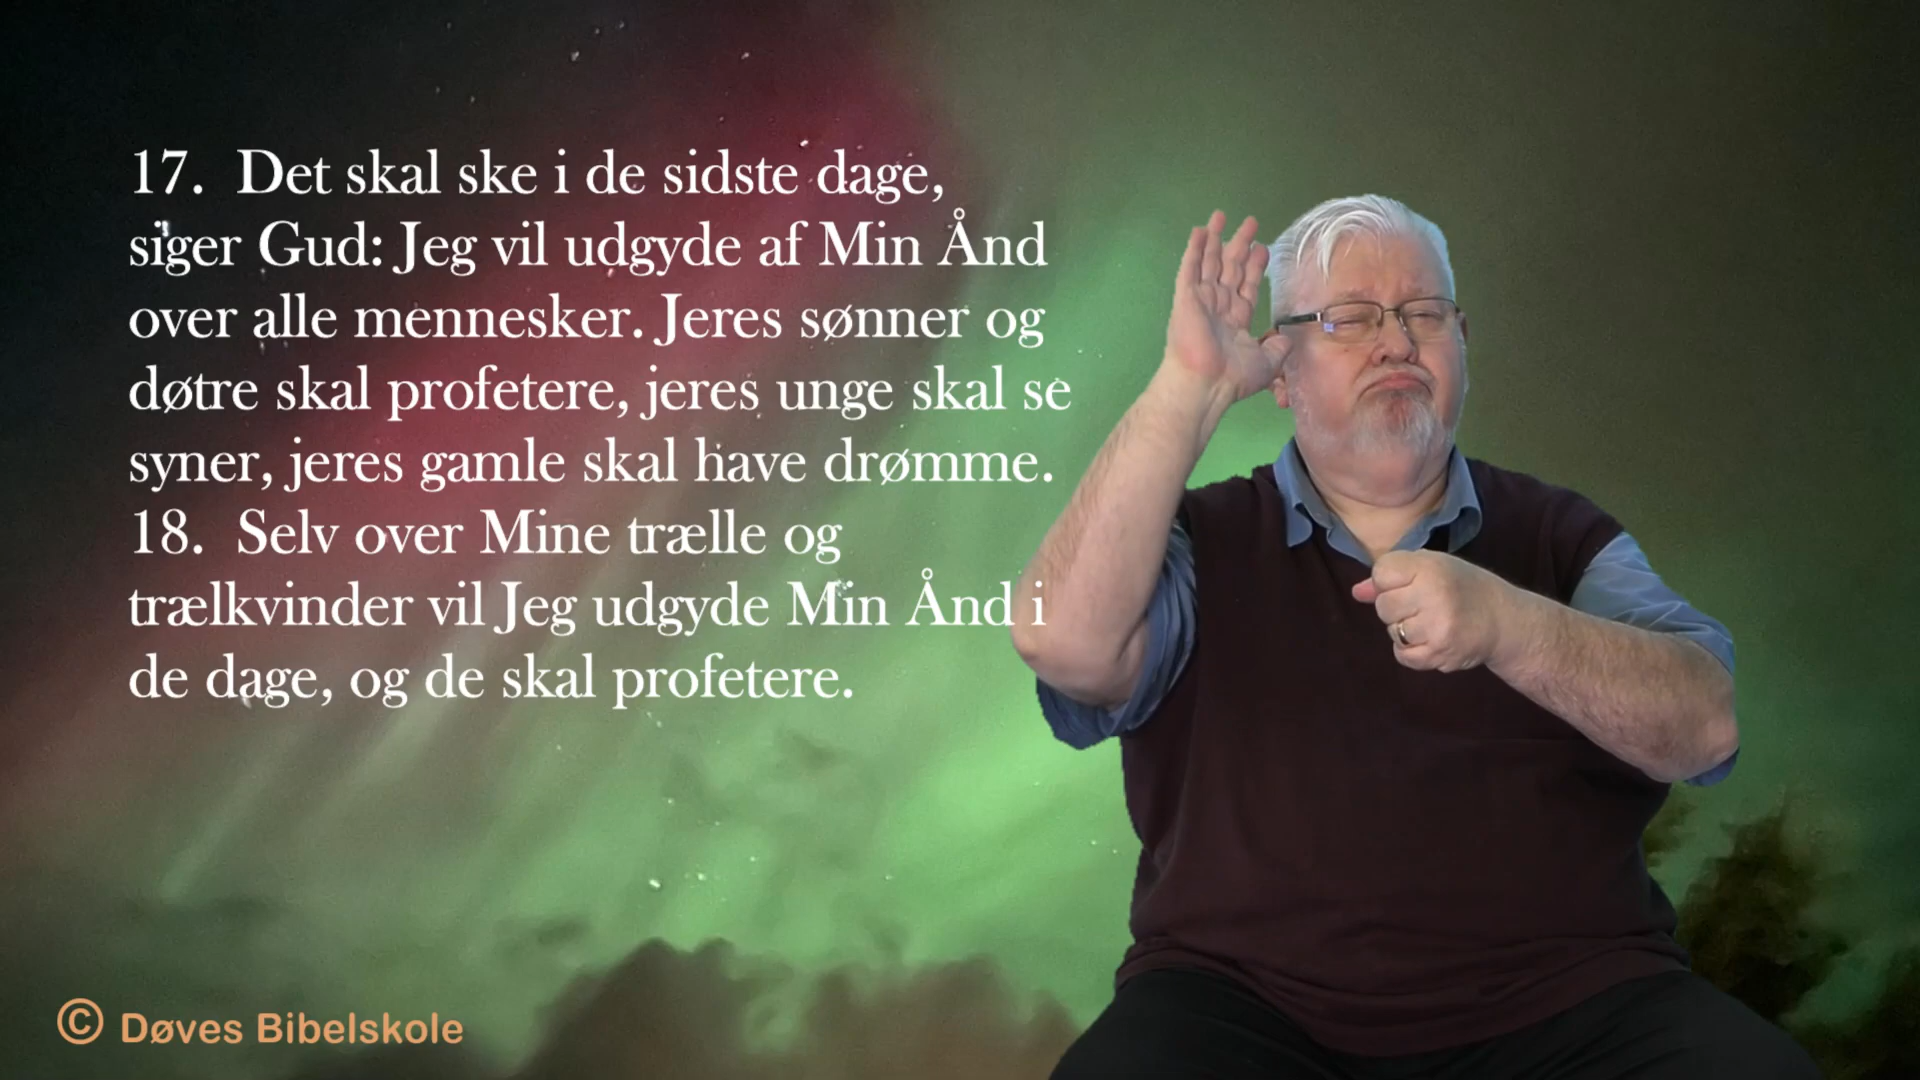 17.  Det skal ske i de sidste dage,
siger Gud: Jeg vil udgyde af Min Ånd
over alle mennesker. Jeres sønner og
døtre skal profetere, jeres unge skal se
syner, jeres gamle skal have drømme.
18.  Selv over Mine trælle og
trælkvinder vil Jeg udgyde Min Ånd i
de dage, og de skal profetere.
© Døves Bibelskole